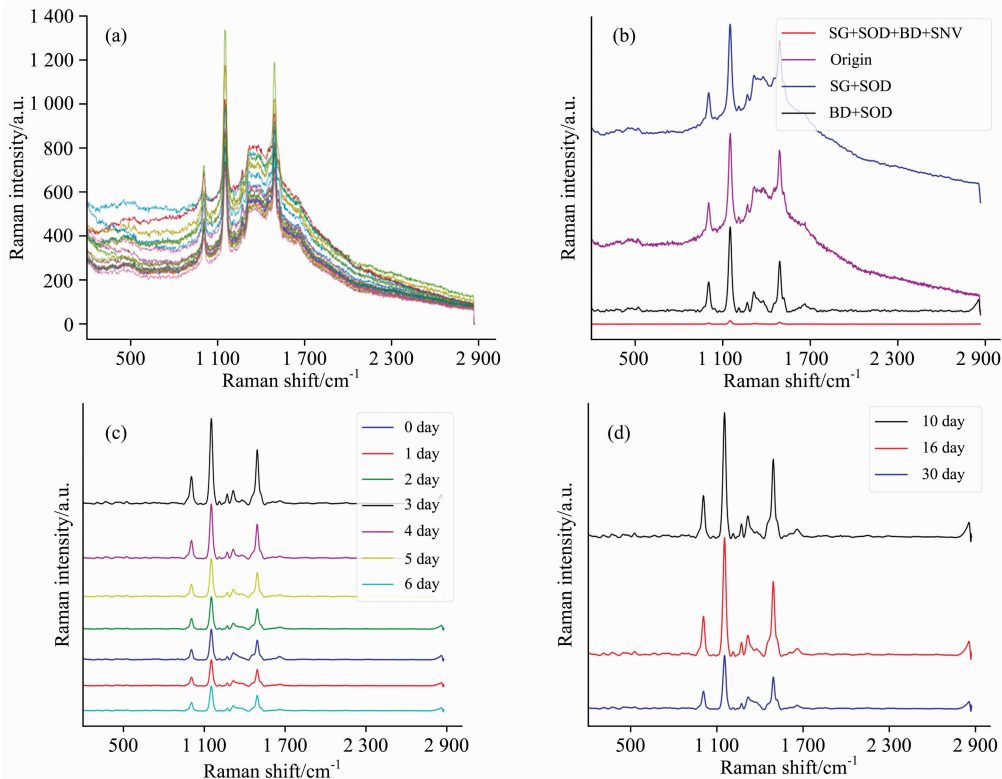 (a)
Raman intensity/a.u.
1 400
1 200
1 000
800
600
400
200
0
500
1 100
1 700
2 300
2 900
Raman shift/cm-1
(b)
Raman intensity/a.u.
SG+SOD+BD+SNV
Origin
SG+SOD
BD+SOD
500
1 100
1 700
2 300
2 900
Raman shift/cm-1
(c)
Raman intensity/a.u.
0 day
1 day
2 day
3 day
4 day
5 day
6 day
500
1 100
1 700
2 300
2 900
Raman shift/cm-1
(d)
Raman intensity/a.u.
10 day
16 day
30 day
500
1 100
1 700
2 300
2 900
Raman shift/cm-1